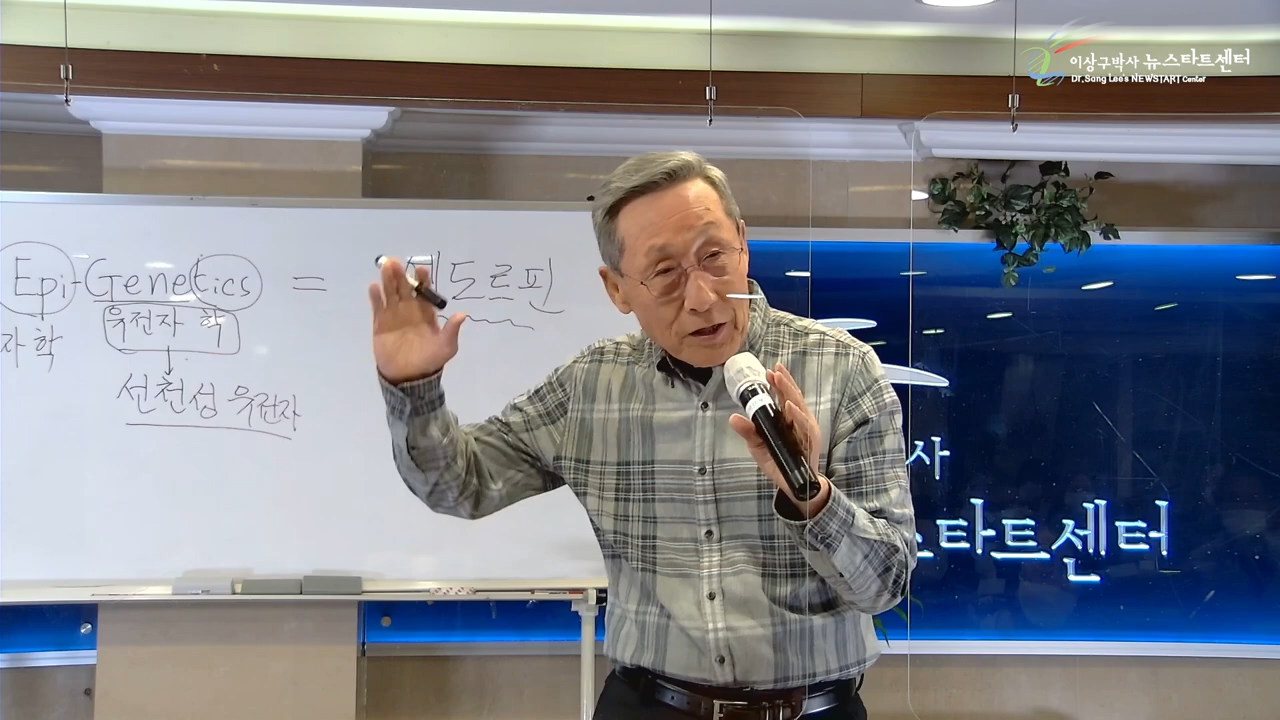 이상구박사 뉴스타트센터
Dr. Sang Lee's NEWSTART Center
Epi-Genetics = 엔도르핀
유전자 학
자학
선천성 유전자
사
스타트센터